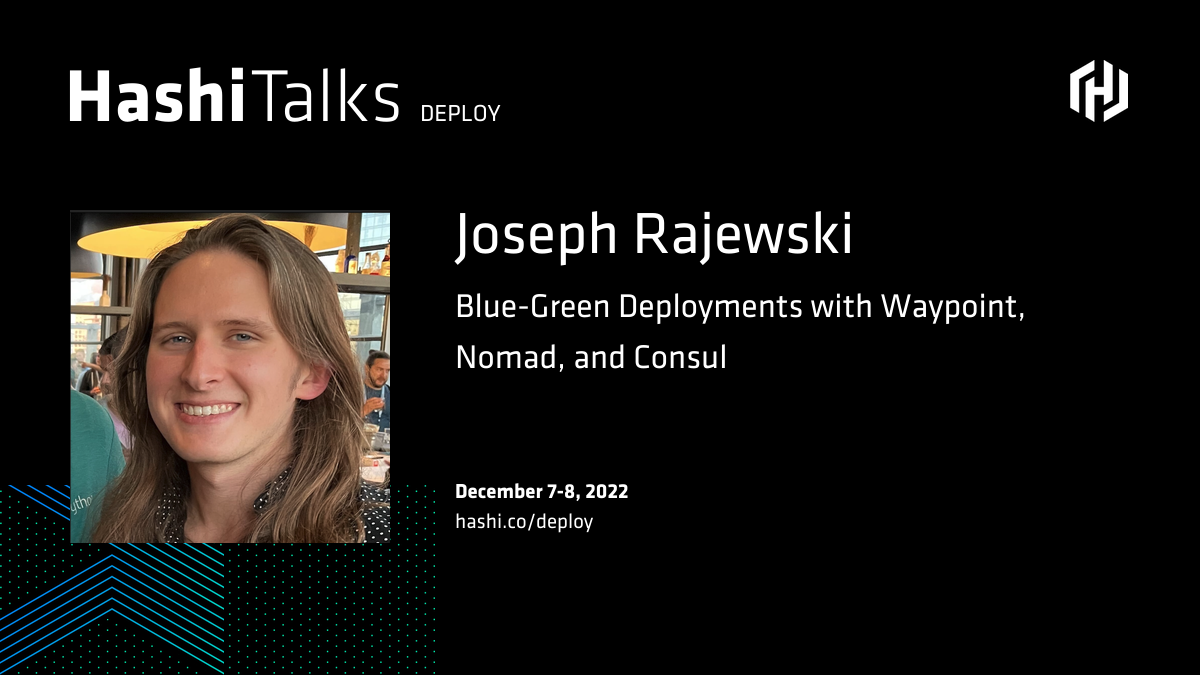 HashiTalks DEPLOY
Joseph Rajewski
Blue-Green Deployments with Waypoint,
Nomad, and Consul
December 7-8, 2022
hashi.co/deploy